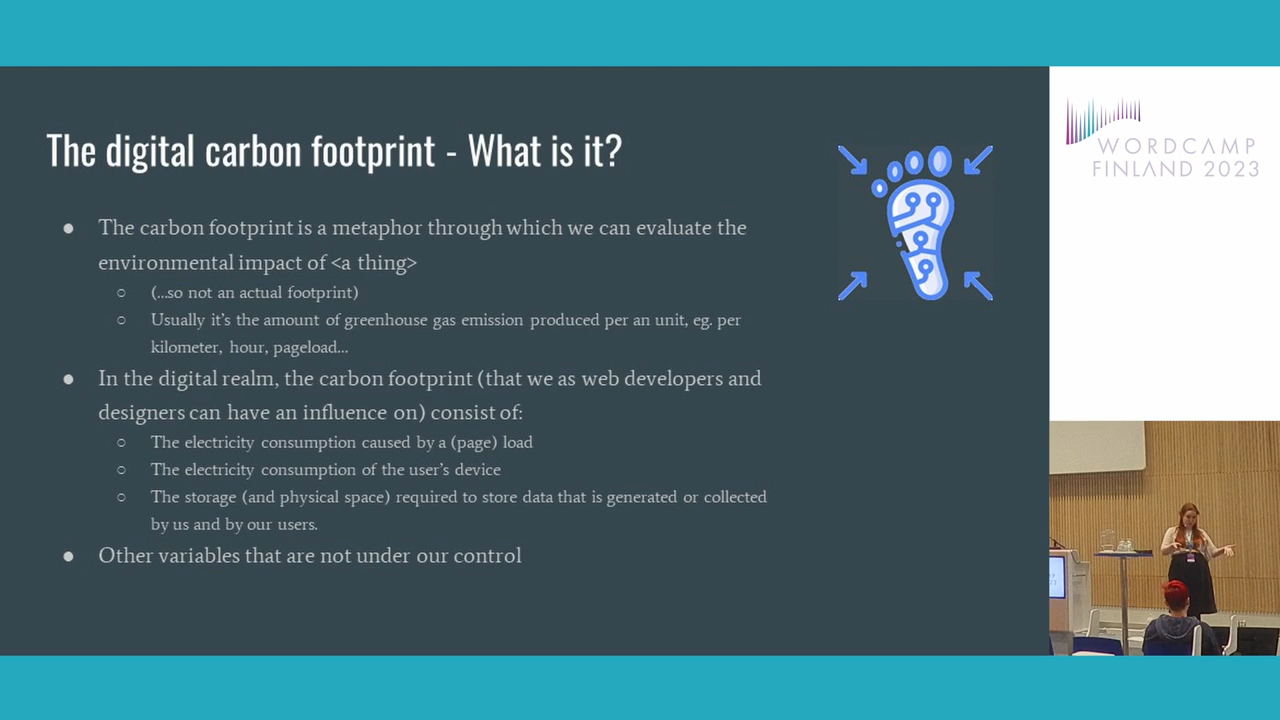 The digital carbon footprint - What is it?
● The carbon footprint is a metaphor through which we can evaluate the
environmental impact of <a thing>
○ (...so not an actual footprint)
○ Usually it's the amount of greenhouse gas emission produced per an unit, eg. per
kilometer, hour, pageload...
● In the digital realm, the carbon footprint (that we as web developers and
designers can have an influence on) consist of:
○ The electricity consumption caused by a (page) load
○ The electricity consumption of the user's device
○ The storage (and physical space) required to store data that is generated or collected
by us and by our users.
● Other variables that are not under our control
WORDCAMP
FINLAND 2023